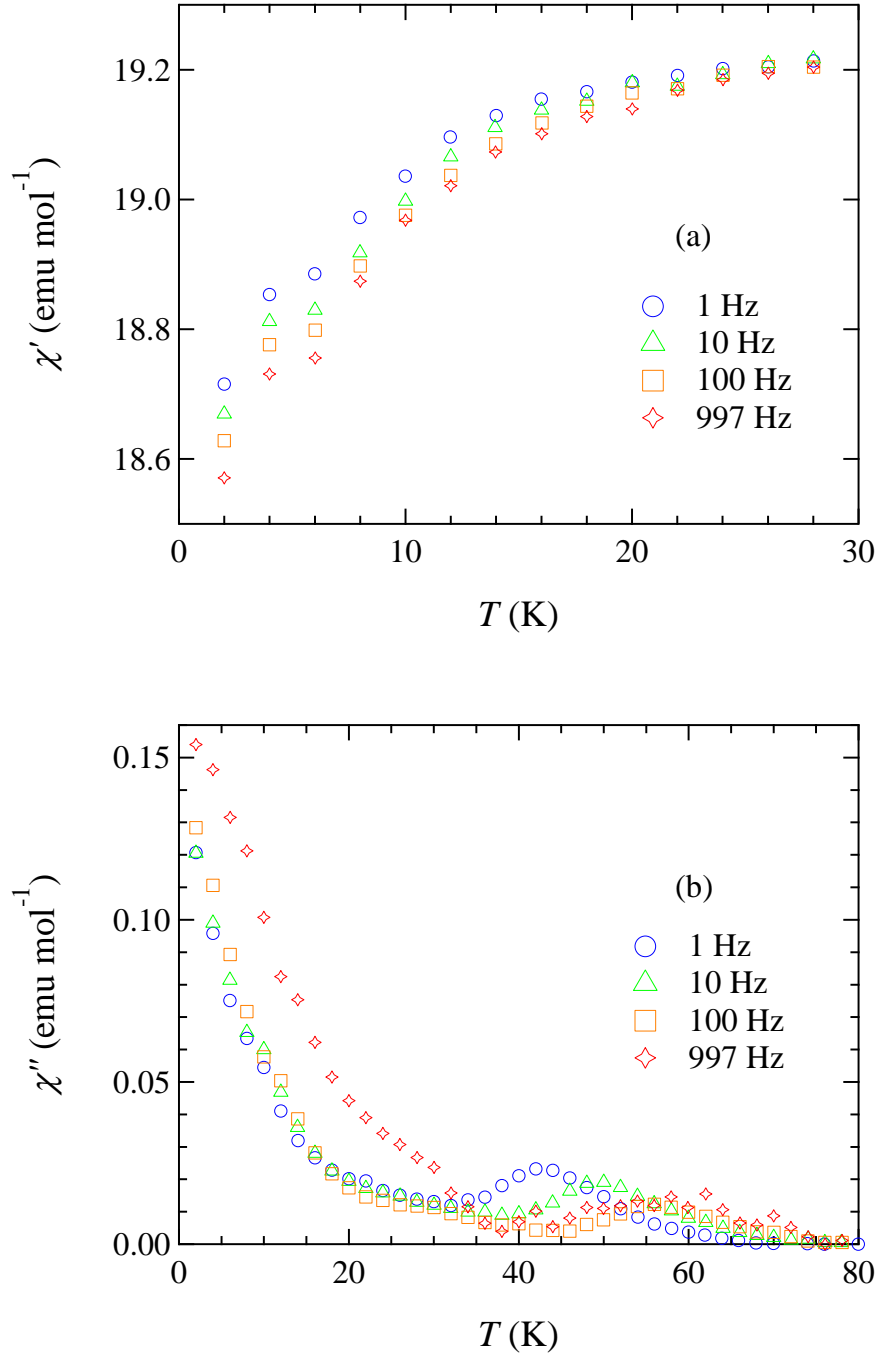 19.2
19.0
18.8
18.6
χ′ (emu mol⁻¹)
(a)
1 Hz
10 Hz
100 Hz
997 Hz
0
10
20
30
T (K)
0.15
0.10
0.05
0.00
χ″ (emu mol⁻¹)
(b)
1 Hz
10 Hz
100 Hz
997 Hz
0
20
40
60
80
T (K)